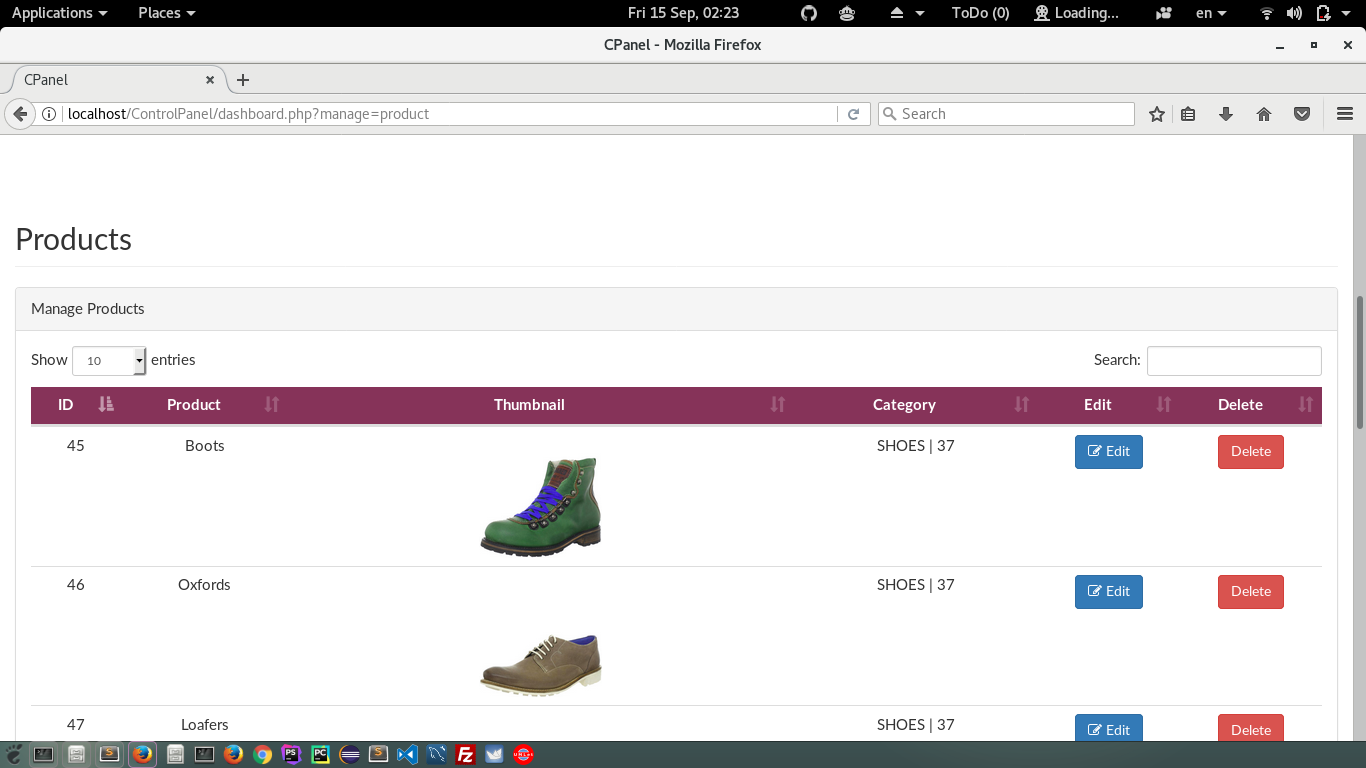 Applications Places Fri 15 Sep, 02:23 ToDo (0) Loading... en
CPanel - Mozilla Firefox
CPanel
localhost/ControlPanel/dashboard.php?manage=product Search
Products
Manage Products
Show 10 entries Search:
ID Product Thumbnail Category Edit Delete
45 Boots SHOES | 37 Edit Delete
46 Oxfords SHOES | 37 Edit Delete
47 Loafers SHOES | 37 Edit Delete